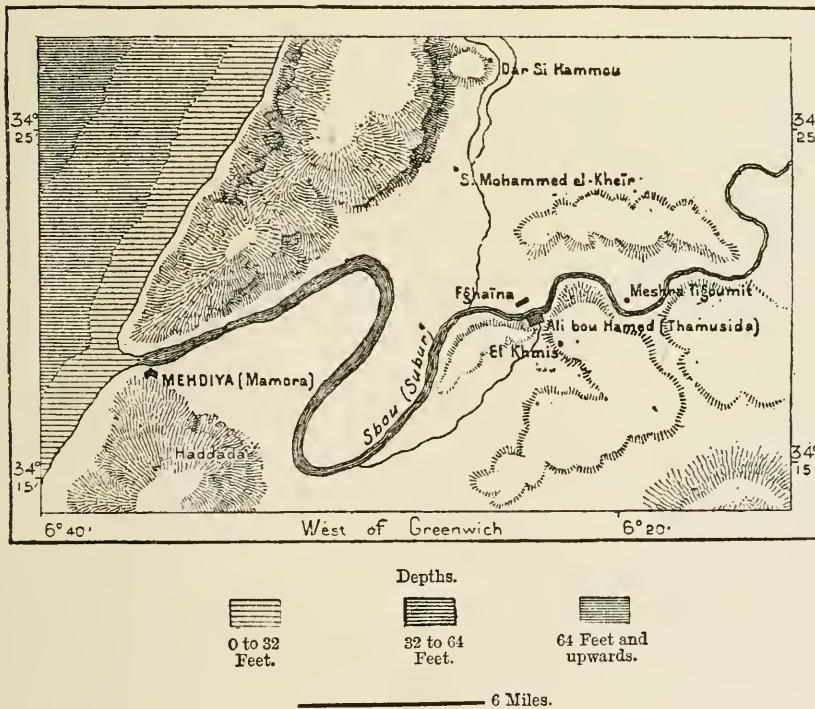 Dar Si Hammou
34°
25'
34°
25'
S. Mohammed el-Kheïr
Fghaïna
Meshra Tigoumit
Ali bou Hamed (Thamusida)
El Khmis
Sbou (Subur)
MEHDIYA (Mamora)
Haddada
34°
15'
34°
15'
6° 40'
West of Greenwich
6° 20'
Depths.
0 to 32
Feet.
32 to 64
Feet.
64 Feet and
upwards.
6 Miles.